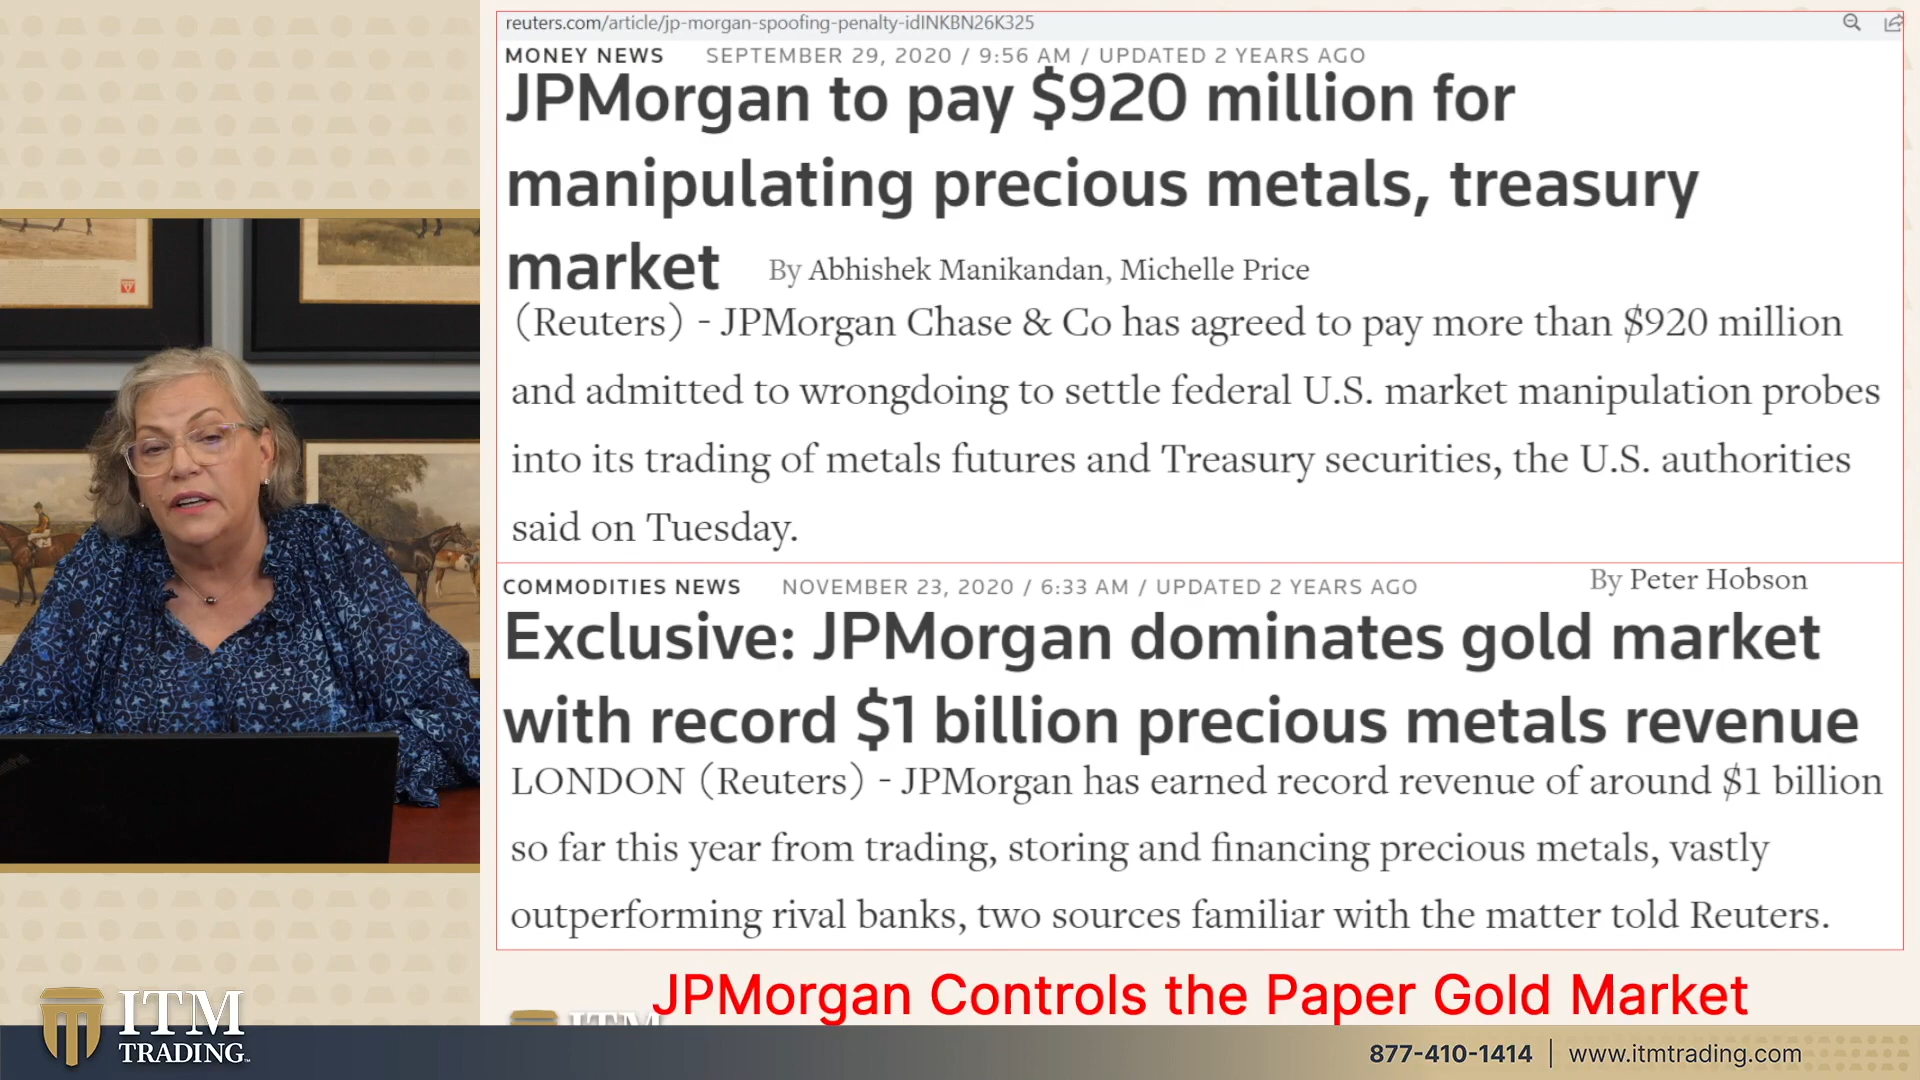 reuters.com/article/jp-morgan-spoofing-penalty-idINKBN26K325
MONEY NEWS SEPTEMBER 29, 2020 / 9:56 AM / UPDATED 2 YEARS AGO
JPMorgan to pay $920 million for
manipulating precious metals, treasury
market By Abhishek Manikandan, Michelle Price
(Reuters) - JPMorgan Chase & Co has agreed to pay more than $920 million
and admitted to wrongdoing to settle federal U.S. market manipulation probes
into its trading of metals futures and Treasury securities, the U.S. authorities
said on Tuesday.
COMMODITIES NEWS NOVEMBER 23, 2020 / 6:33 AM / UPDATED 2 YEARS AGO By Peter Hobson
Exclusive: JPMorgan dominates gold market
with record $1 billion precious metals revenue
LONDON (Reuters) - JPMorgan has earned record revenue of around $1 billion
so far this year from trading, storing and financing precious metals, vastly
outperforming rival banks, two sources familiar with the matter told Reuters.
JPMorgan Controls the Paper Gold Market
ITM
ITM
TRADING
877-410-1414 | www.itmtrading.com